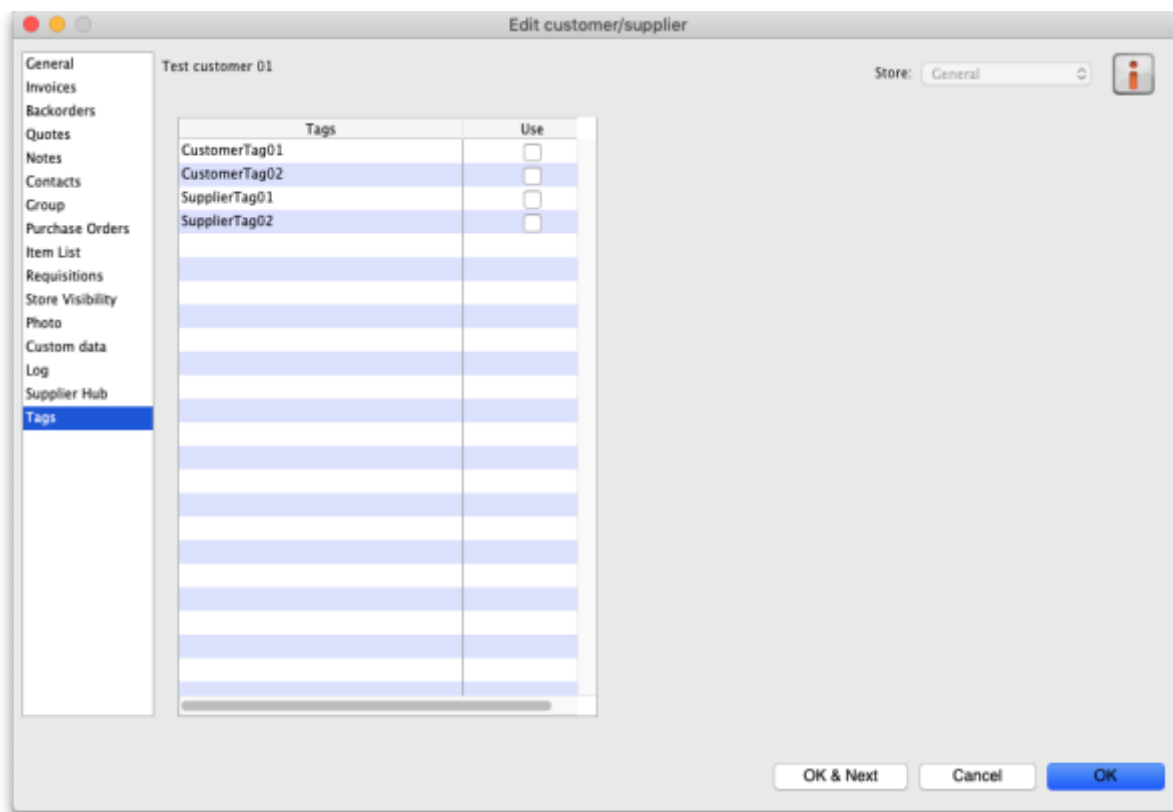 Edit customer/supplier
General
Invoices
Backorders
Quotes
Notes
Contacts
Group
Purchase Orders
Item List
Requisitions
Store Visibility
Photo
Custom data
Log
Supplier Hub
Tags
Test customer 01
Store: General
Tags Use
CustomerTag01
CustomerTag02
SupplierTag01
SupplierTag02
OK & Next Cancel OK